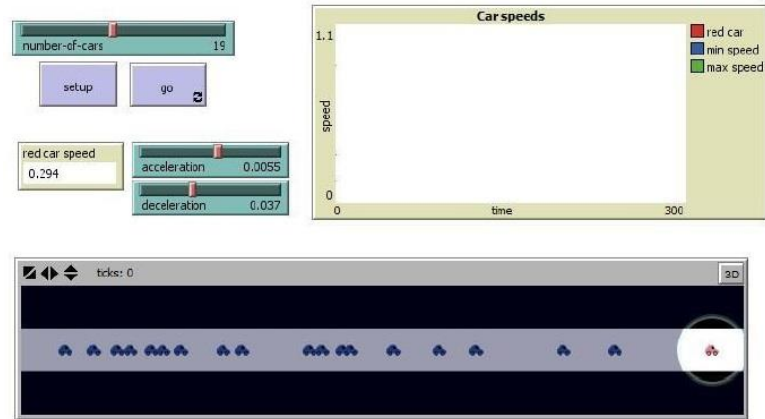 number-of-cars 19
setup
go
red car speed
0.294
acceleration 0.0055
deceleration 0.037
Car speeds
1.1
speed
0
0
time
300
red car
min speed
max speed
ticks: 0
3D